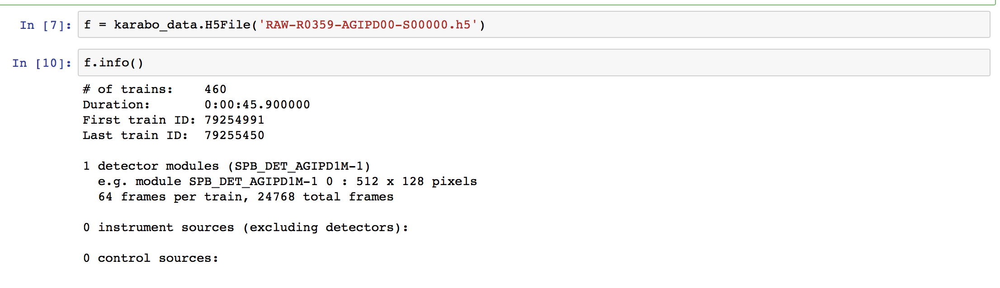 In [7]: f = karabo_data.H5File('RAW-R0359-AGIPD00-S00000.h5')
In [10]: f.info()
# of trains: 460
Duration: 0:00:45.900000
First train ID: 79254991
Last train ID: 79255450
1 detector modules (SPB_DET_AGIPD1M-1)
e.g. module SPB_DET_AGIPD1M-1 0 : 512 x 128 pixels
64 frames per train, 24768 total frames
0 instrument sources (excluding detectors):
0 control sources: